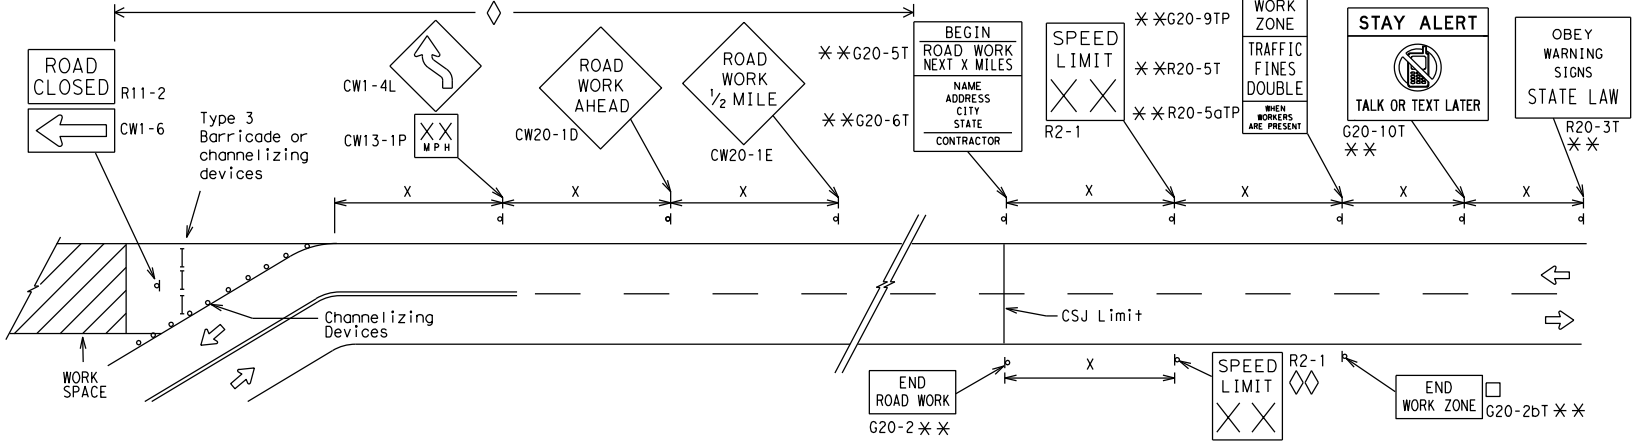 ROAD
CLOSED
R11-2
CW1-6
Type 3
Barricade or
channelizing
devices
CW1-4L
CW13-1P
XX
MPH
ROAD
WORK
AHEAD
CW20-1D
ROAD
WORK
1/2 MILE
CW20-1E
**G20-5T
**G20-6T
BEGIN
ROAD WORK
NEXT X MILES
NAME
ADDRESS
CITY
STATE
CONTRACTOR
SPEED
LIMIT
XX
R2-1
**G20-9TP
**R20-5T
**R20-5aTP
WORK
ZONE
TRAFFIC
FINES
DOUBLE
WHEN
WORKERS
ARE PRESENT
STAY ALERT
TALK OR TEXT LATER
G20-10T
**
OBEY
WARNING
SIGNS
STATE LAW
R20-3T
**
X
X
X
X
X
X
X
Channelizing
Devices
CSJ Limit
WORK
SPACE
END
ROAD WORK
G20-2**
X
SPEED
LIMIT
XX
R2-1
END
WORK ZONE
G20-2bT**